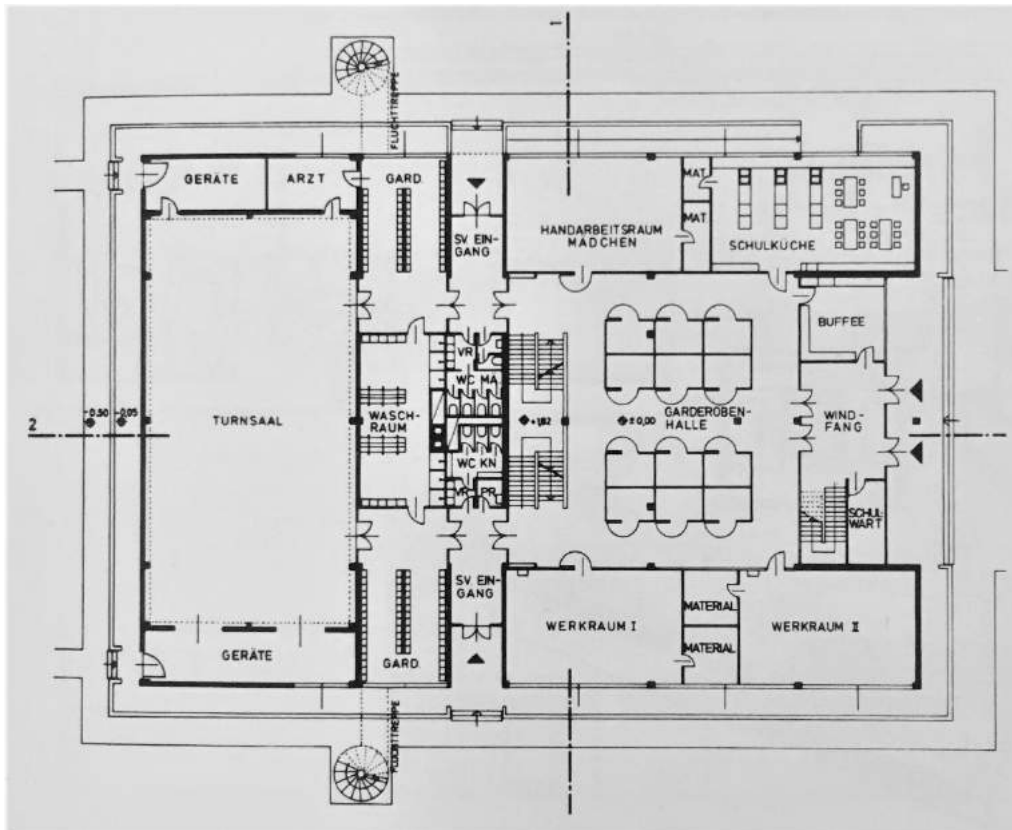 1
FLUCHTTREPPE
GERÄTE
ARZT
GARD.
SV. EIN-
GANG
HANDARBEITSRAUM
MÄDCHEN
MAT.
MAT
SCHULKÜCHE
BUFFEE
VR
WC MA
WASCH-
RAUM
TURNSAAL
2
-0.50
-0.05
+1,82
±0,00
GARDEROBEN-
HALLE
WIND-
FANG
WC KN
VR
PR
SCHUL-
WART
SV. EIN-
GANG
WERKRAUM I
MATERIAL
MATERIAL
WERKRAUM II
GERÄTE
GARD.
FLUCHTTREPPE